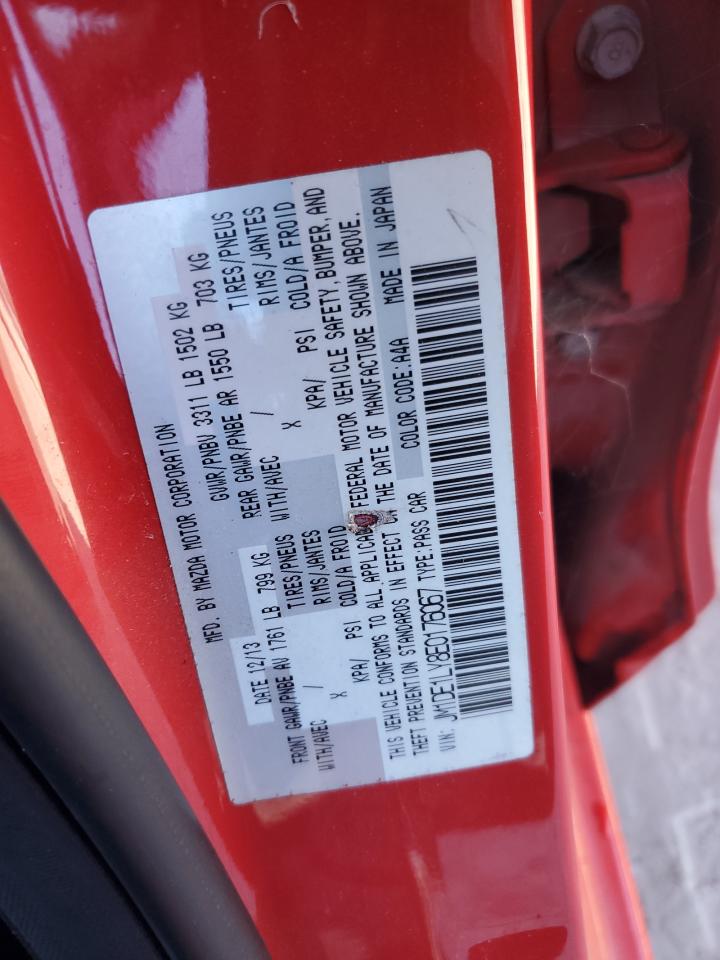 MFD. BY MAZDA MOTOR CORPORATION
DATE 12/13 GVWR/PNBV 3311 LB 1502 KG
FRONT GAWR/PNBE AV 1761 LB 799 KG REAR GAWR/PNBE AR 1550 LB 703 KG
WITH/AVEC / TIRES/PNEUS WITH/AVEC / TIRES/PNEUS
X RIMS/JANTES X RIMS/JANTES
KPA/ PSI COLD/A FROID KPA/ PSI COLD/A FROID
THIS VEHICLE CONFORMS TO ALL FEDERAL MOTOR VEHICLE SAFETY, BUMPER, AND
THEFT PREVENTION STANDARDS IN EFFECT THE DATE OF MANUFACTURE SHOWN ABOVE.
VIN: JM1DE1LY8E0176067 TYPE:PASS CAR COLOR CODE:A4A MADE IN JAPAN